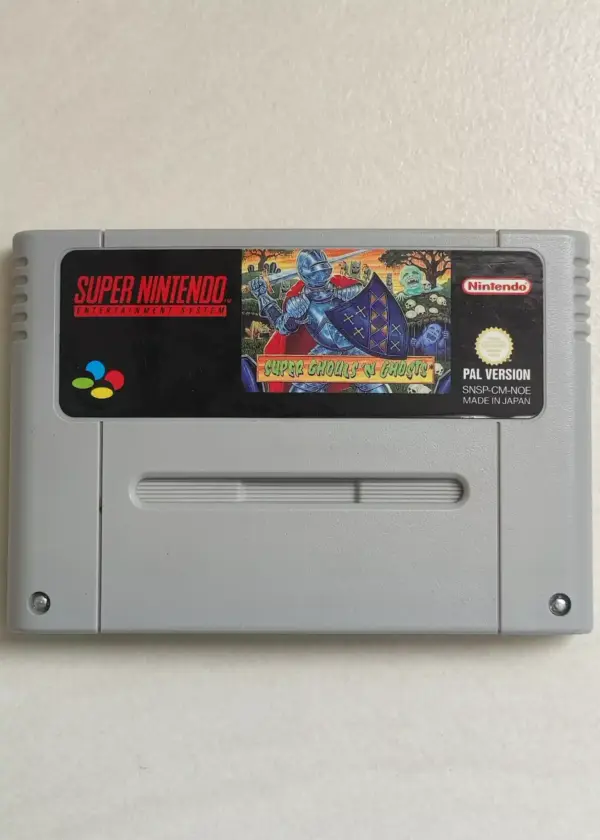 SUPER NINTENDO
ENTERTAINMENT SYSTEM
SUPER GHOULS 'N GHOSTS
Nintendo
PAL VERSION
SNSP-CM-NOE
MADE IN JAPAN